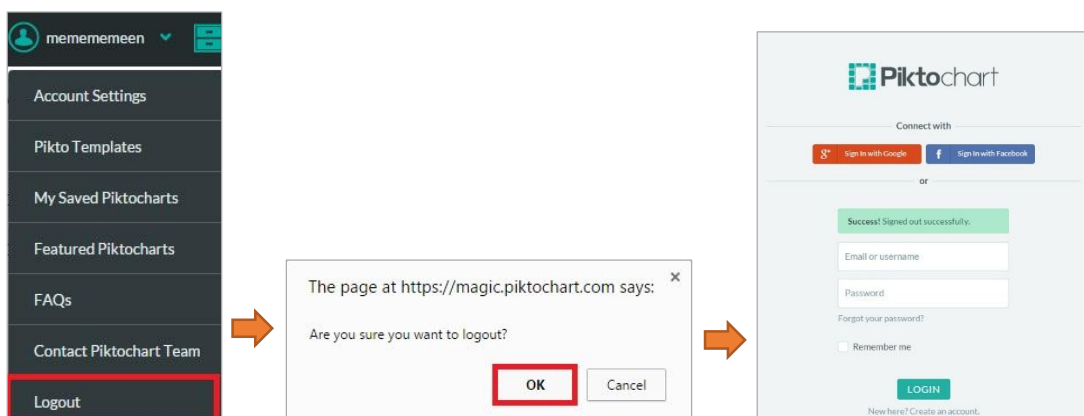 memememeen
Account Settings
Pikto Templates
My Saved Piktocharts
Featured Piktocharts
FAQs
Contact Piktochart Team
Logout
The page at https://magic.piktochart.com says:
×
Are you sure you want to logout?
OK
Cancel
Piktochart
Connect with
g+ Sign In with Google
f Sign In with Facebook
or
Success! Signed out successfully.
Email or username
Password
Forgot your password?
Remember me
LOGIN
New here? Create an account.